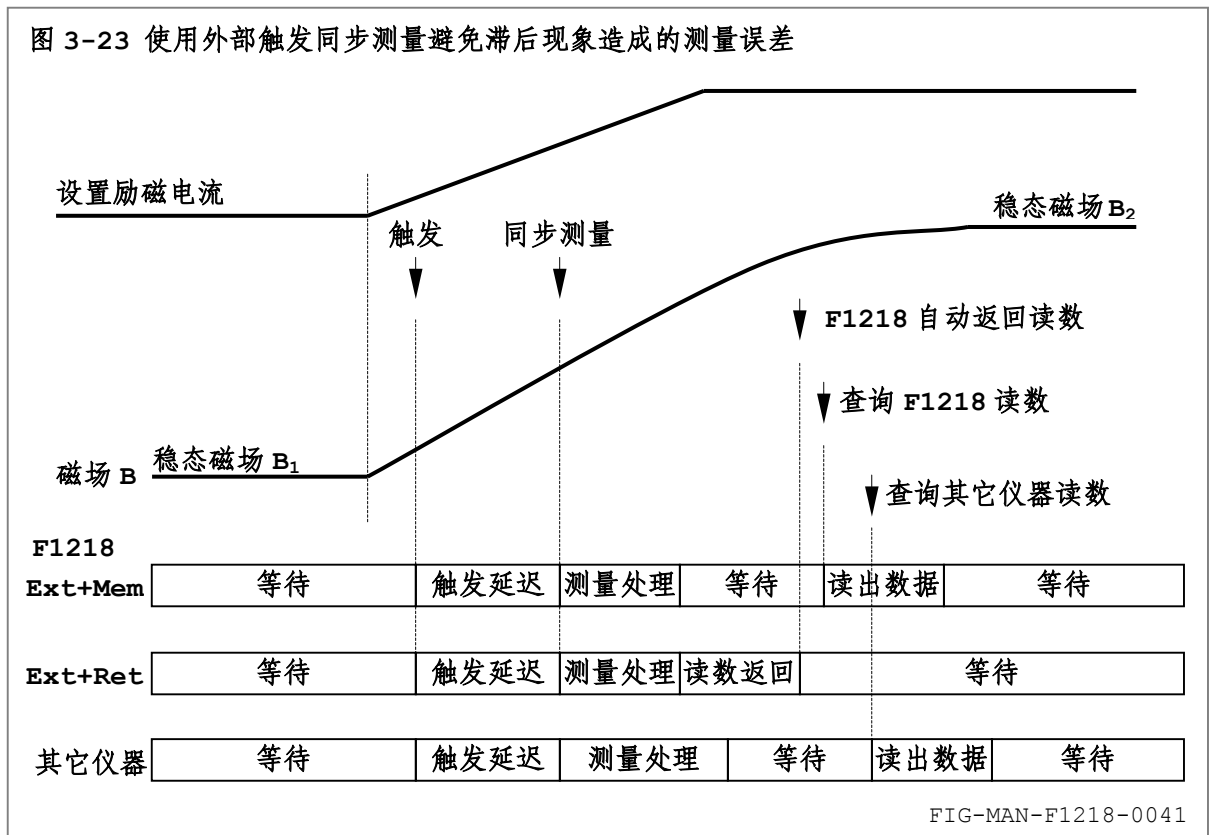 图 3-23 使用外部触发同步测量避免滞后现象造成的测量误差
设置励磁电流
稳态磁场 B₂
触发
同步测量
F1218 自动返回读数
查询 F1218 读数
磁场 B
稳态磁场 B₁
查询其它仪器读数
F1218
Ext+Mem 等待 触发延迟 测量处理 等待 读出数据 等待
Ext+Ret 等待 触发延迟 测量处理 读数返回 等待
其它仪器 等待 触发延迟 测量处理 等待 读出数据 等待
FIG-MAN-F1218-0041